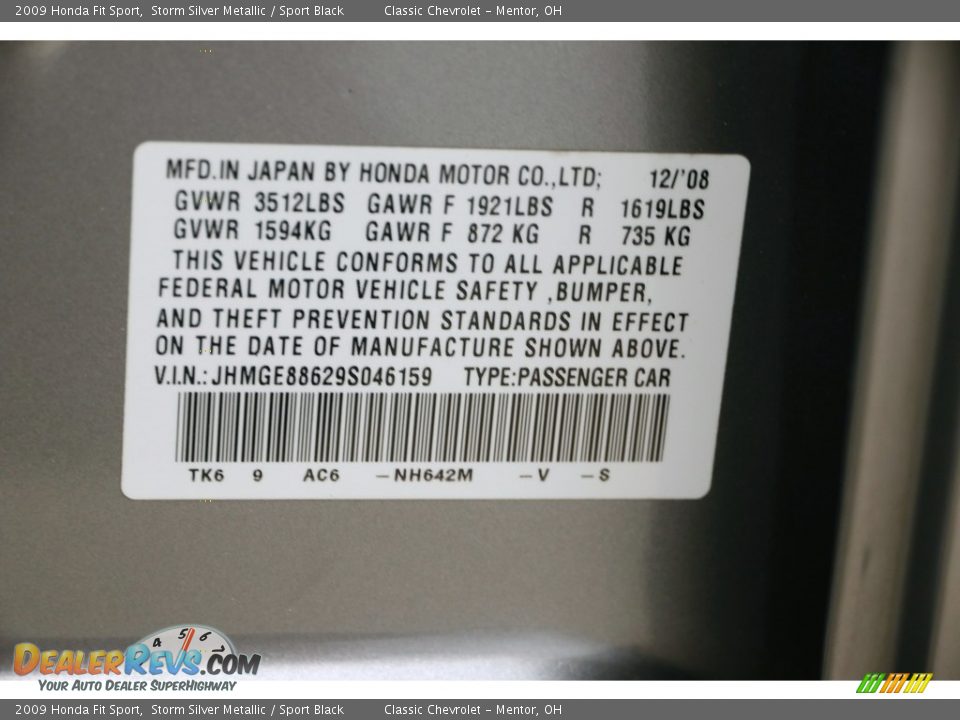 2009 Honda Fit Sport, Storm Silver Metallic / Sport Black Classic Chevrolet - Mentor, OH
MFD.IN JAPAN BY HONDA MOTOR CO.,LTD; 12/'08
GVWR 3512LBS GAWR F 1921LBS R 1619LBS
GVWR 1594KG GAWR F 872 KG R 735 KG
THIS VEHICLE CONFORMS TO ALL APPLICABLE
FEDERAL MOTOR VEHICLE SAFETY ,BUMPER,
AND THEFT PREVENTION STANDARDS IN EFFECT
ON THE DATE OF MANUFACTURE SHOWN ABOVE.
V.I.N.: JHMGE88629S046159 TYPE:PASSENGER CAR
TK6 9 AC6 -NH642M -V -S
4 5 6 7
DEALERREVS.COM
YOUR AUTO DEALER SUPERHIGHWAY
2009 Honda Fit Sport, Storm Silver Metallic / Sport Black Classic Chevrolet - Mentor, OH